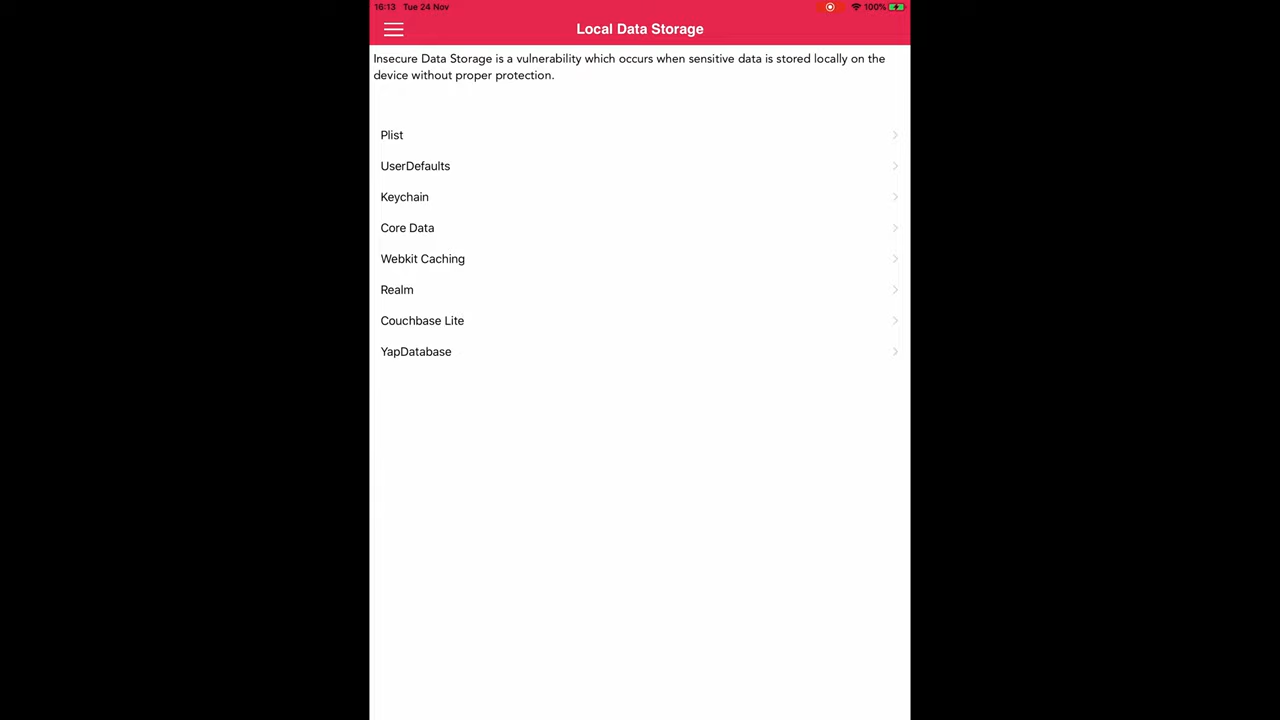 16:13 Tue 24 Nov 100%
Local Data Storage
Insecure Data Storage is a vulnerability which occurs when sensitive data is stored locally on the
device without proper protection.
Plist
UserDefaults
Keychain
Core Data
Webkit Caching
Realm
Couchbase Lite
YapDatabase